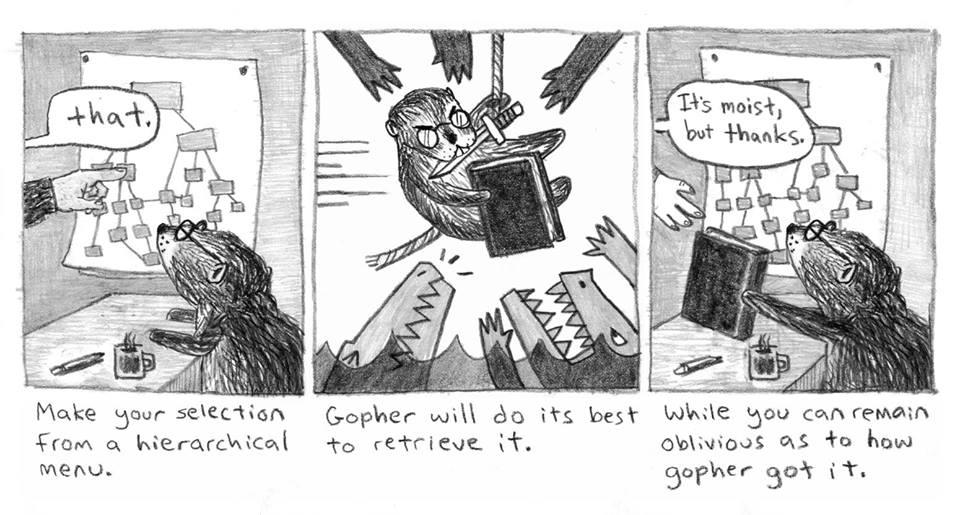 that.
Make your selection
from a hierarchical
menu.
Gopher will do its best
to retrieve it.
It's moist,
but thanks.
While you can remain
oblivious as to how
gopher got it.